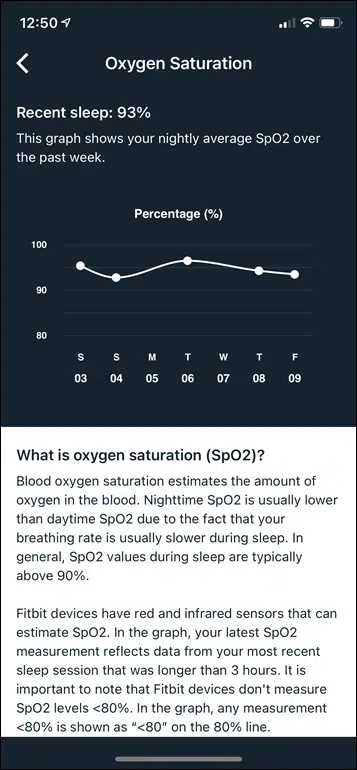 12:50
Oxygen Saturation
Recent sleep: 93%
This graph shows your nightly average SpO2 over
the past week.
Percentage (%)
100
90
80
S S M T W T F
03 04 05 06 07 08 09
What is oxygen saturation (SpO2)?
Blood oxygen saturation estimates the amount of
oxygen in the blood. Nighttime SpO2 is usually lower
than daytime SpO2 due to the fact that your
breathing rate is usually slower during sleep. In
general, SpO2 values during sleep are typically
above 90%.
Fitbit devices have red and infrared sensors that can
estimate SpO2. In the graph, your latest SpO2
measurement reflects data from your most recent
sleep session that was longer than 3 hours. It is
important to note that Fitbit devices don't measure
SpO2 levels <80%. In the graph, any measurement
<80% is shown as “<80” on the 80% line.